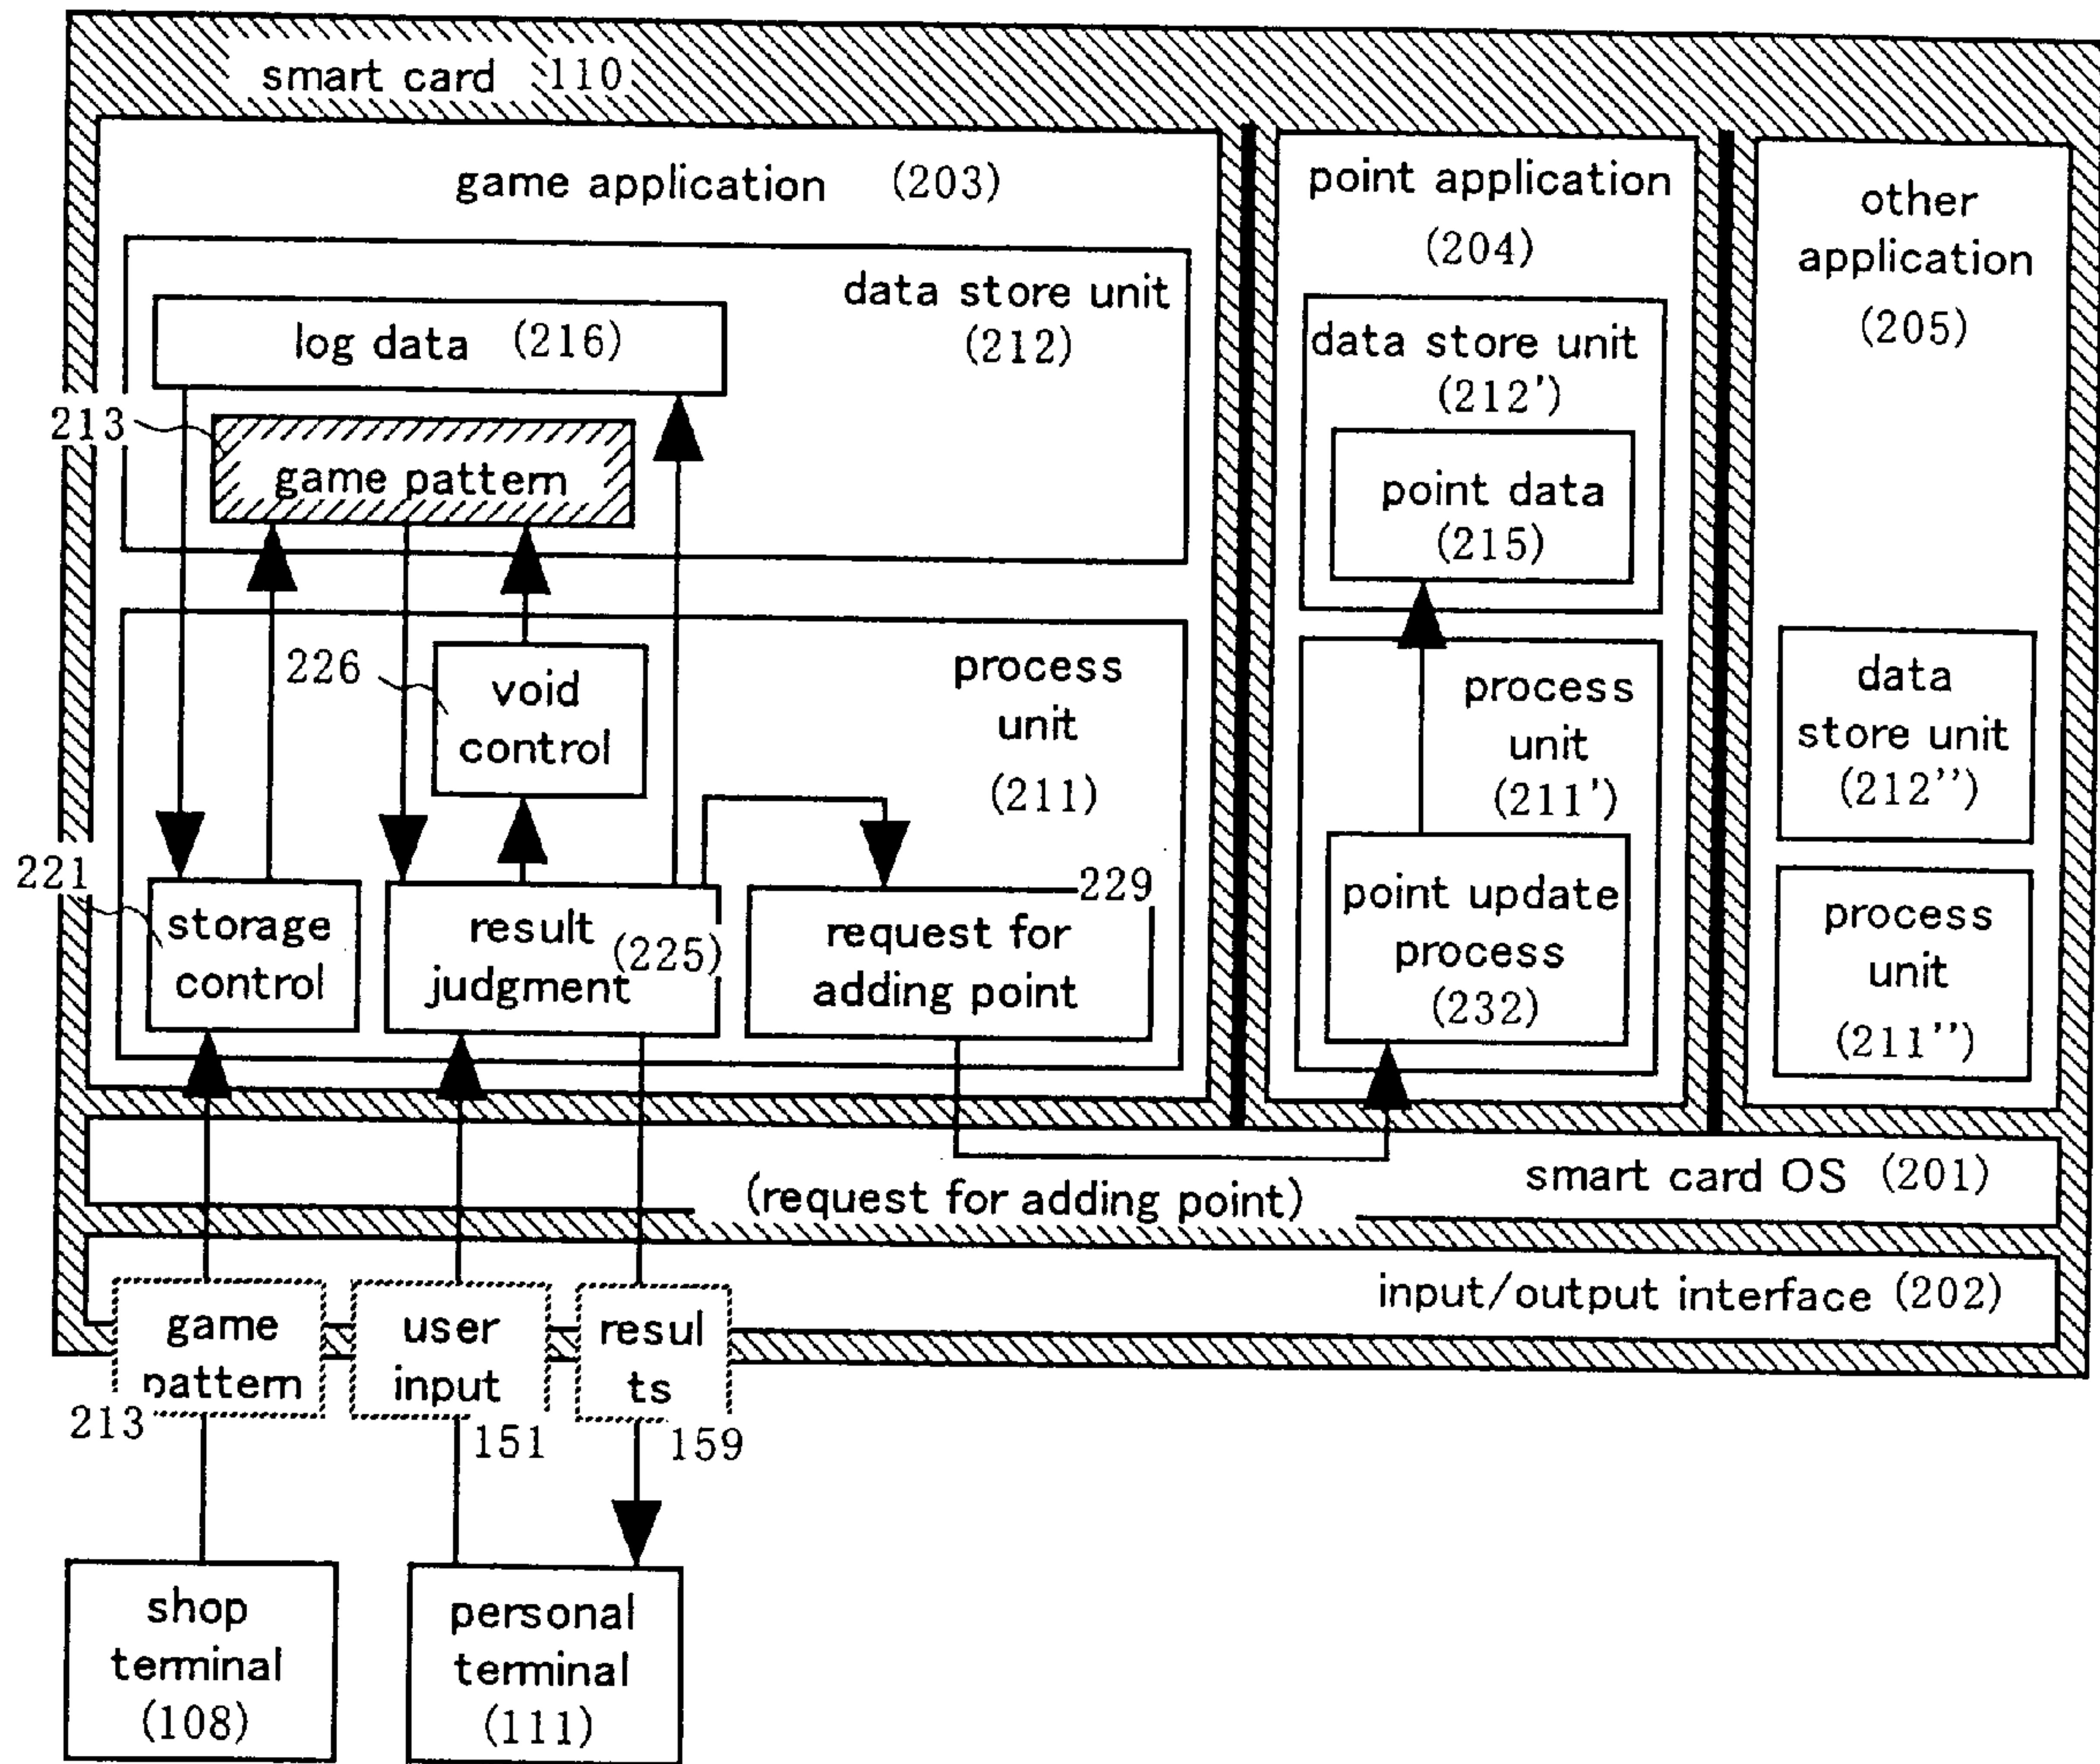 smart card 110
game application (203)
data store unit
(212)
log data (216)
213
game pattern
226
void
control
process
unit
(211)
221
storage
control
result
judgment
(225)
229
request for
adding point
point application
(204)
data store unit
(212')
point data
(215)
process
unit
(211')
point update
process
(232)
other
application
(205)
data
store unit
(212'')
process
unit
(211'')
(request for adding point)
smart card OS (201)
input/output interface (202)
game
pattern
213
user
input
151
resul
ts
159
shop
terminal
(108)
personal
terminal
(111)